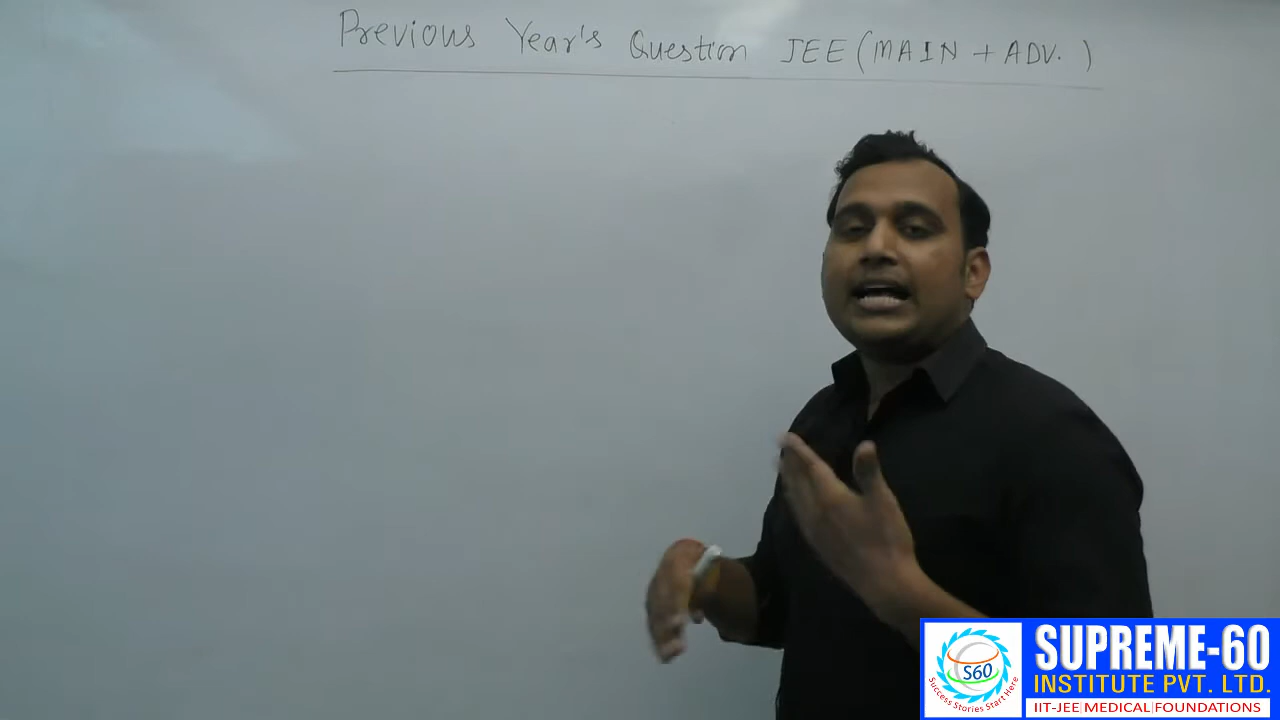 Previous Year's Question JEE (MAIN + ADV. )
S60
Success Stories Start Here
SUPREME-60
INSTITUTE PVT. LTD.
IIT-JEE MEDICAL FOUNDATIONS